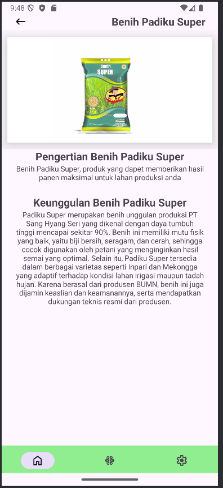 9:46
Benih Padiku Super
SUPER
Pengertian Benih Padiku Super
Benih Padiku Super, produk yang dapet memberikan hasil
panen maksimal untuk lahan produksi anda
Keunggulan Benih Padiku Super
Padiku Super merupakan benih unggulan produksi PT
Sang Hyang Seri yang dikenal dengan daya tumbuh
tinggi mencapai sekitar 90%. Benih ini memiliki mutu fisik
yang baik, yaitu biji bersih, seragam, dan cerah, sehingga
cocok digunakan oleh petani yang menginginkan hasil
semai yang optimal. Selain itu, Padiku Super tersedia
dalam berbagai varietas seperti Inpari dan Mekongga
yang adaptif terhadap kondisi lahan irigasi maupun tadah
hujan. Karena berasal dari produsen BUMN, benih ini juga
dijamin keaslian dan keamanannya, serta mendapatkan
dukungan teknis resmi dari produsen.